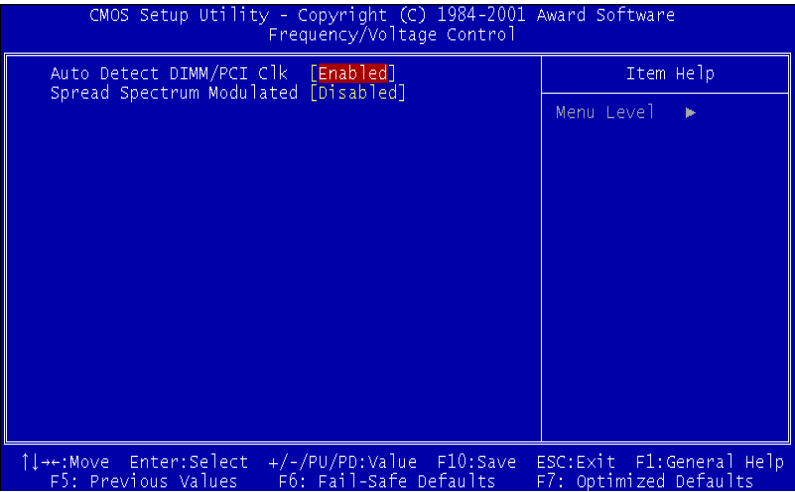 CMOS Setup Utility - Copyright (C) 1984-2001 Award Software
Frequency/Voltage Control
Auto Detect DIMM/PCI Clk [Enabled]
Spread Spectrum Modulated [Disabled]
Item Help
Menu Level ►
↑↓→←:Move Enter:Select +/-/PU/PD:Value F10:Save ESC:Exit F1:General Help
F5: Previous Values F6: Fail-Safe Defaults F7: Optimized Defaults